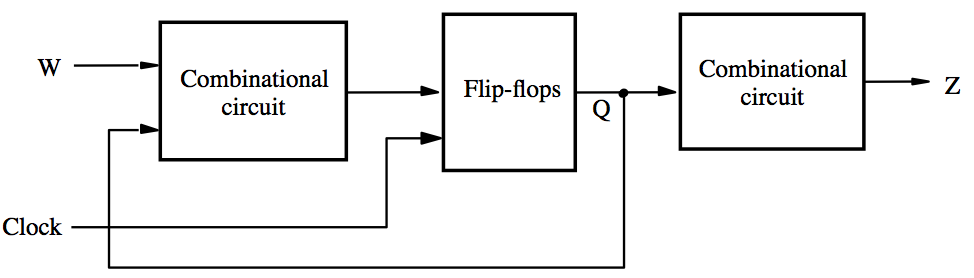 W
Combinational
circuit
Flip-flops
Q
Combinational
circuit
Z
Clock